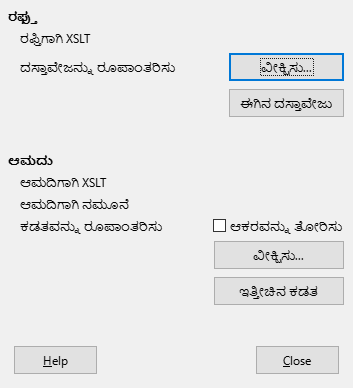 ರಫ್ತು
ರಫ್ತಿಗಾಗಿ XSLT
ದಸ್ತಾವೇಜನ್ನು ರೂಪಾಂತರಿಸು ವೀಕ್ಷಿಸು...
ಈಗಿನ ದಸ್ತಾವೇಜು
ಆಮದು
ಆಮದಿಗಾಗಿ XSLT
ಆಮದಿಗಾಗಿ ನಮೂನೆ
ಕಡತವನ್ನು ರೂಪಾಂತರಿಸು ಆಕರವನ್ನು ತೋರಿಸು
ವೀಕ್ಷಿಸು...
ಇತ್ತೀಚಿನ ಕಡತ
Help Close